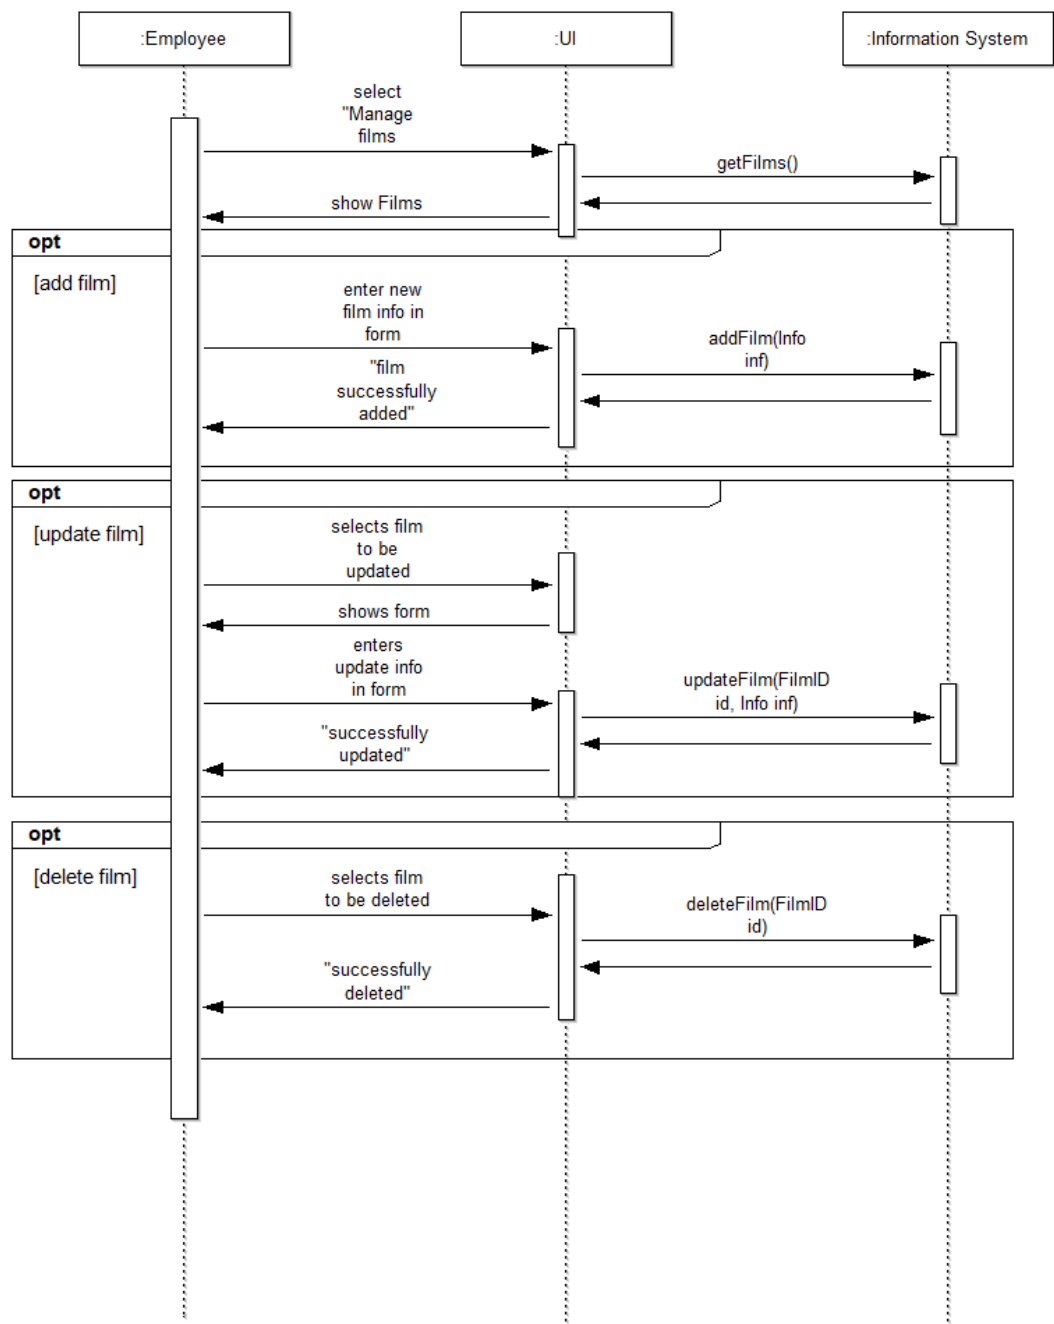 :Employee
:UI
:Information System
select
"Manage
films
getFilms()
show Films
opt
[add film]
enter new
film info in
form
addFilm(Info
inf)
"film
successfully
added"
opt
[update film]
selects film
to be
updated
shows form
enters
update info
in form
updateFilm(FilmID
id, Info inf)
"successfully
updated"
opt
[delete film]
selects film
to be deleted
deleteFilm(FilmID
id)
"successfully
deleted"